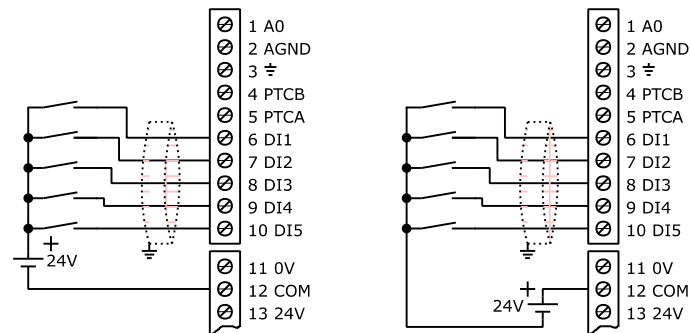 1 A0
2 AGND
3
4 PTCB
5 PTCA
6 DI1
7 DI2
8 DI3
9 DI4
10 DI5
+
24V
11 0V
12 COM
13 24V
1 A0
2 AGND
3
4 PTCB
5 PTCA
6 DI1
7 DI2
8 DI3
9 DI4
10 DI5
11 0V
+
24V
12 COM
13 24V